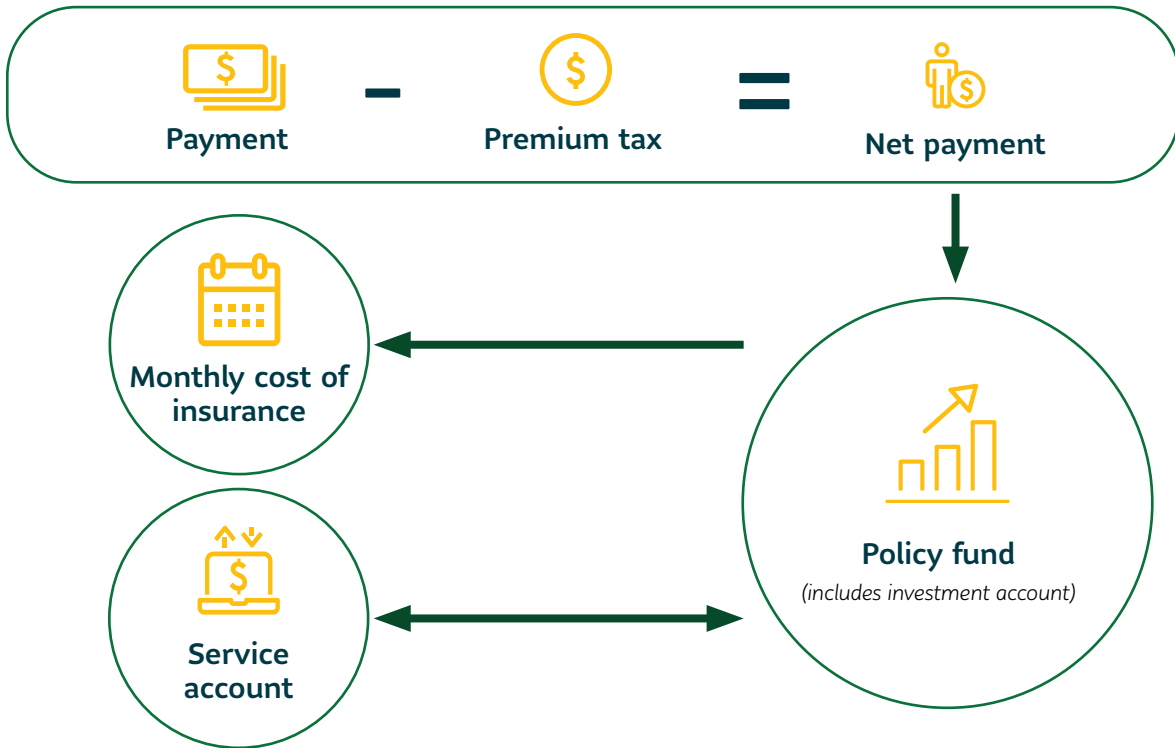 $
$
$
-
=
Payment
Premium tax
Net payment
Monthly cost of
insurance
Policy fund
(includes investment account)
$
Service
account